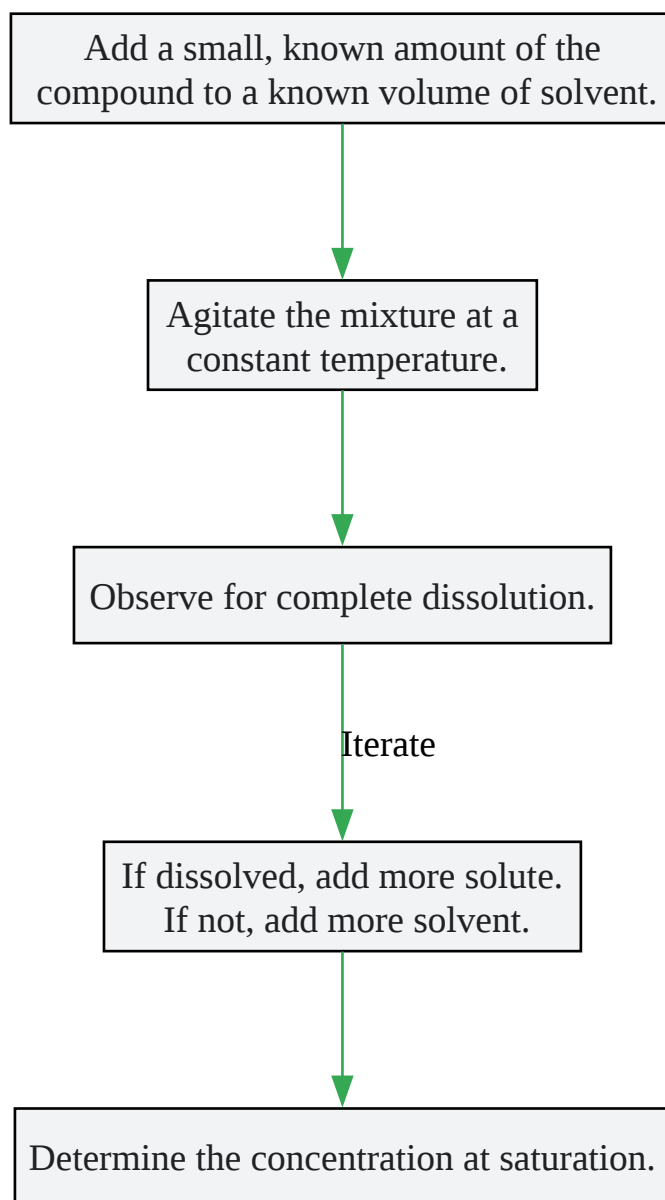 Add a small, known amount of the
compound to a known volume of solvent.
Agitate the mixture at a
constant temperature.
Observe for complete dissolution.
Iterate
If dissolved, add more solute.
If not, add more solvent.
Determine the concentration at saturation.